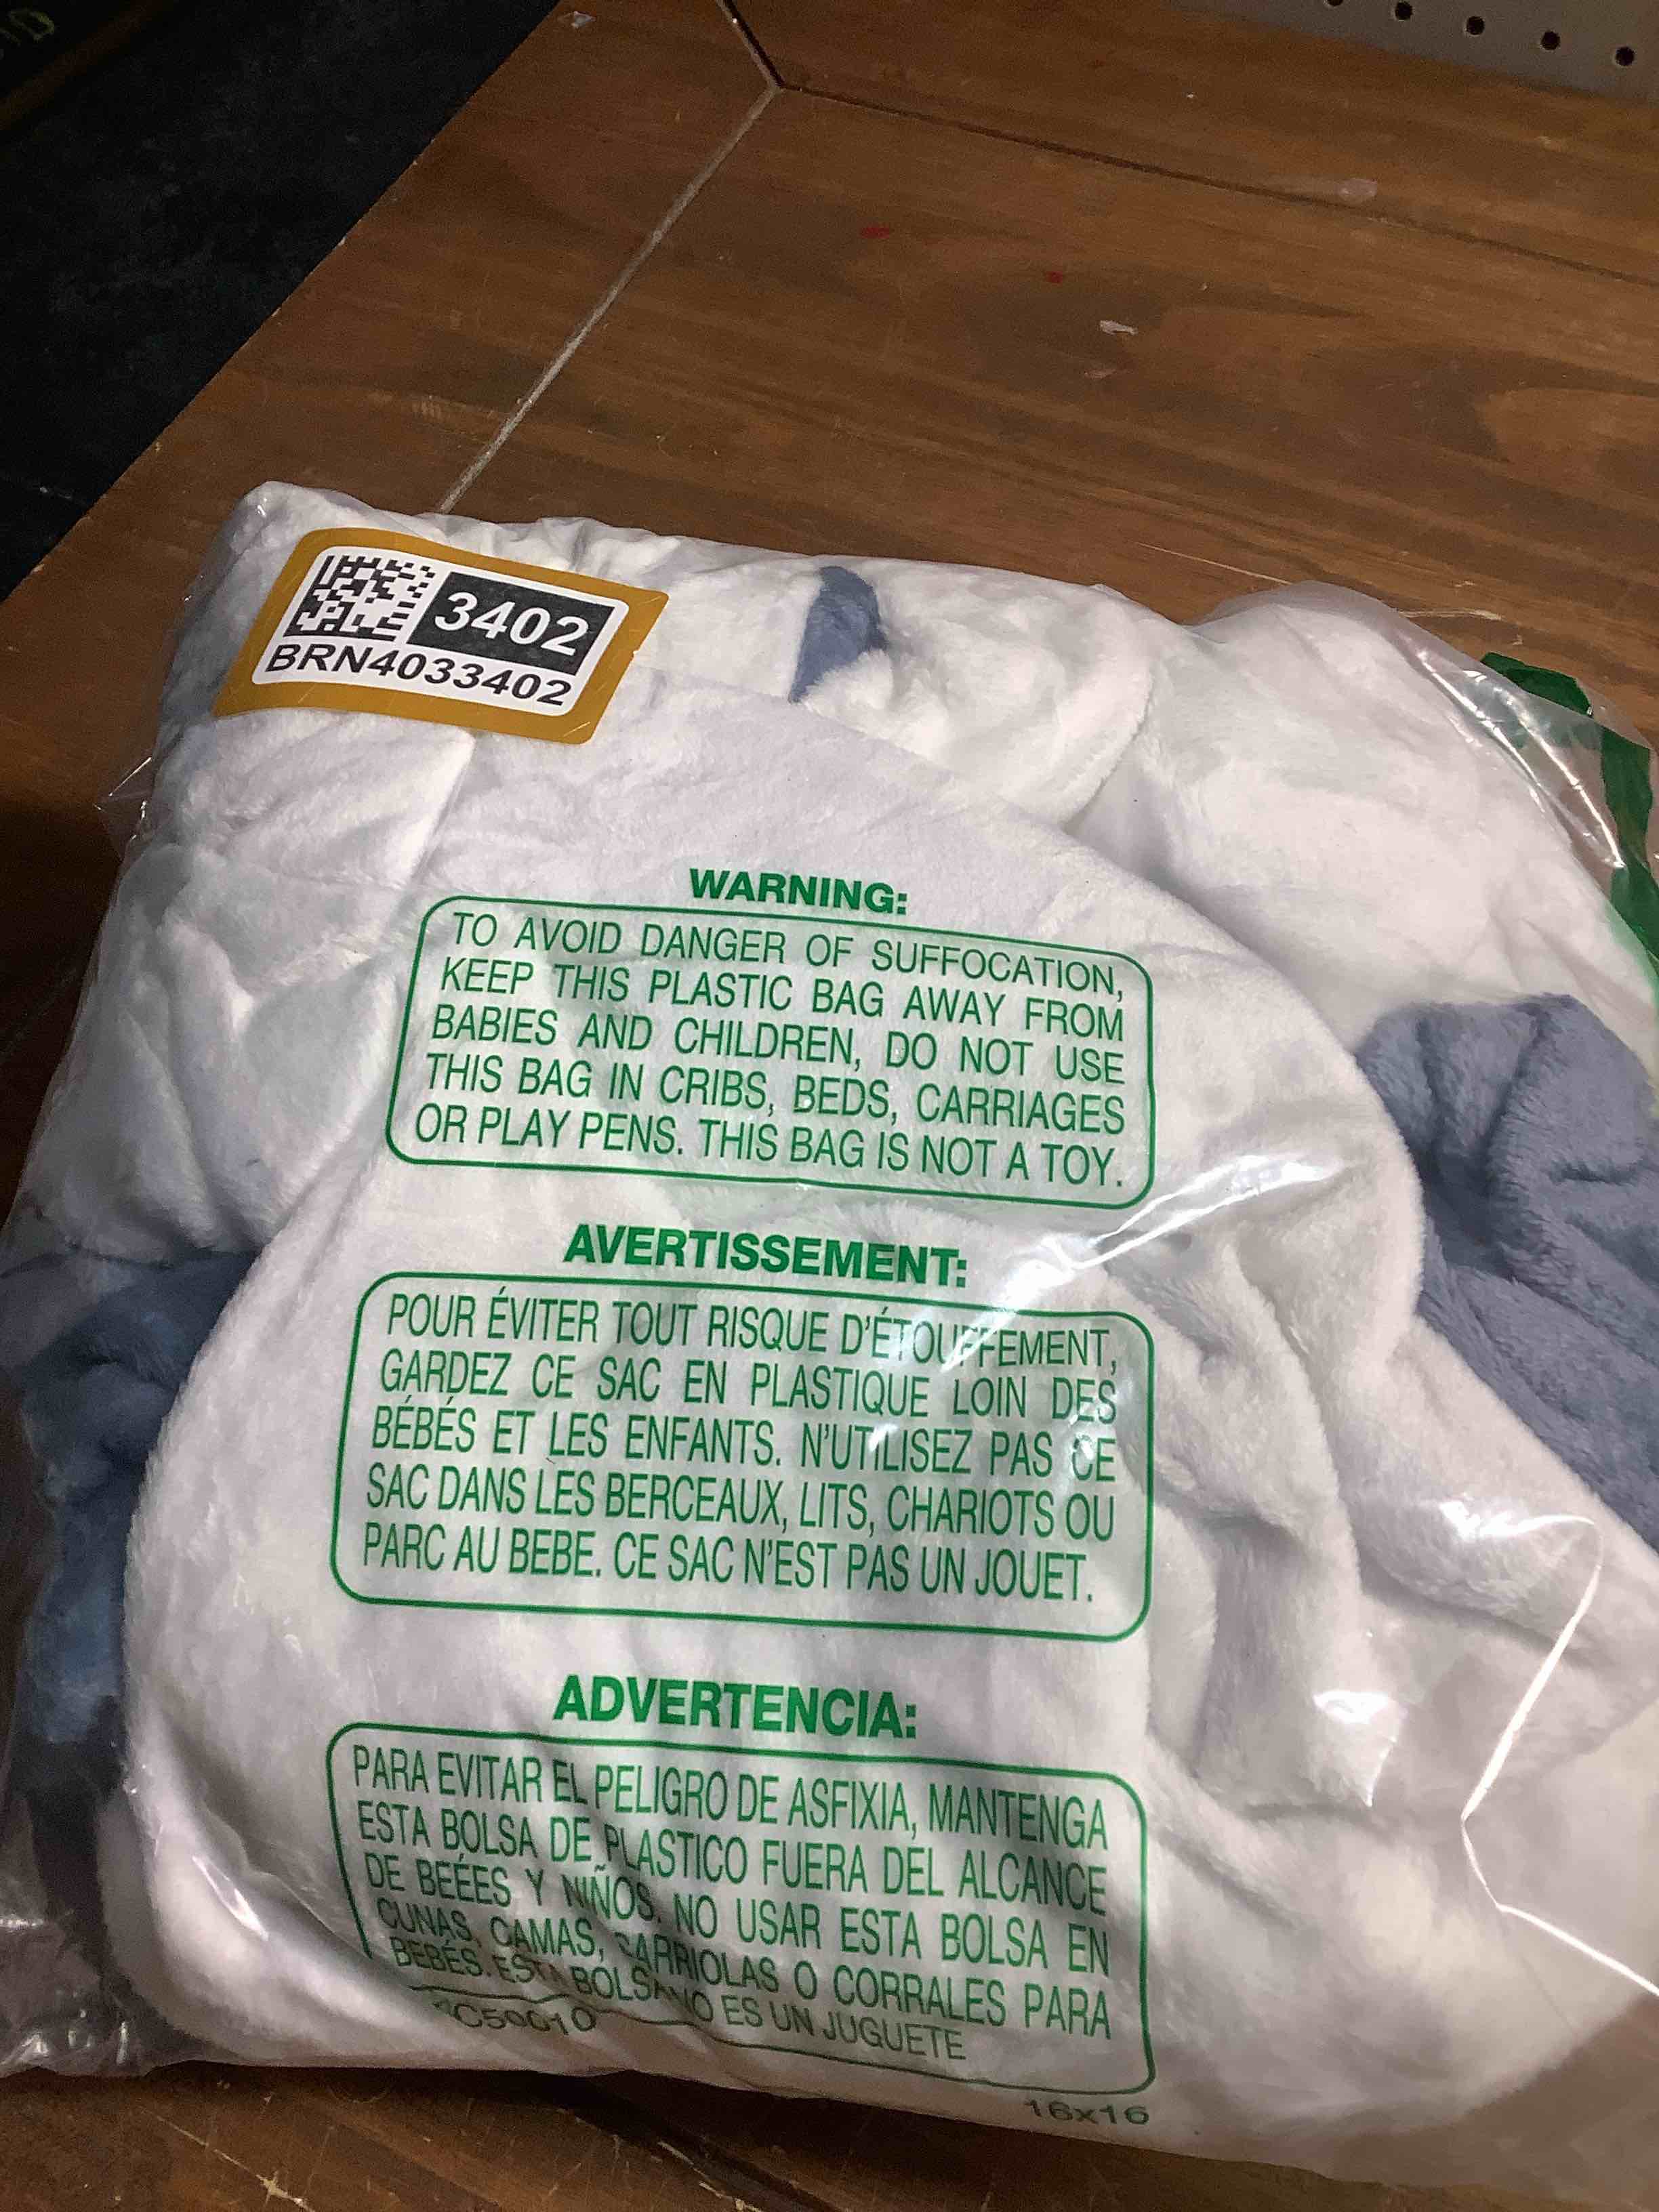 3402
BRN4033402
WARNING:
TO AVOID DANGER OF SUFFOCATION,
KEEP THIS PLASTIC BAG AWAY FROM
BABIES AND CHILDREN, DO NOT USE
THIS BAG IN CRIBS, BEDS, CARRIAGES
OR PLAY PENS. THIS BAG IS NOT A TOY.
AVERTISSEMENT:
POUR ÉVITER TOUT RISQUE D'ÉTOUFFEMENT,
GARDEZ CE SAC EN PLASTIQUE LOIN DES
BÉBÉS ET LES ENFANTS. N'UTILISEZ PAS CE
SAC DANS LES BERCEAUX, LITS, CHARIOTS OU
PARC AU BEBE. CE SAC N'EST PAS UN JOUET.
ADVERTENCIA:
PARA EVITAR EL PELIGRO DE ASFIXIA, MANTENGA
ESTA BOLSA DE PLASTICO FUERA DEL ALCANCE
DE BEÉES Y NIÑOS. NO USAR ESTA BOLSA EN
CUNAS, CAMAS, CARRIOLAS O CORRALES PARA
BEBÉS. ESTA BOLSA NO ES UN JUGUETE
16x16